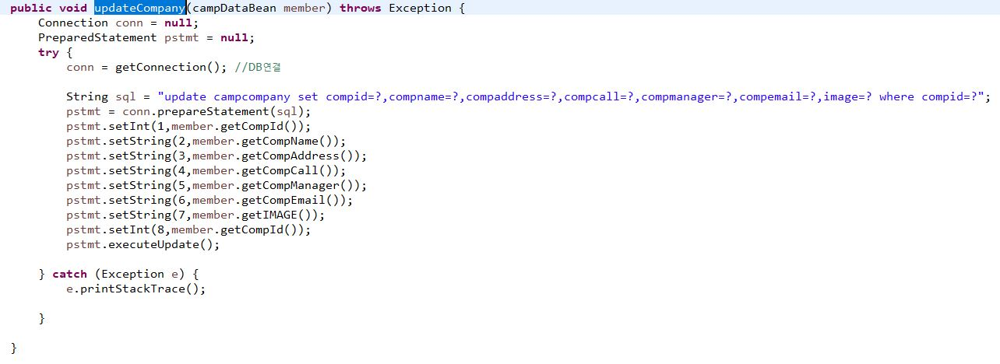 public void updateCompany(campDataBean member) throws Exception {
Connection conn = null;
PreparedStatement pstmt = null;
try {
conn = getConnection(); //DB연결
String sql = "update campcompany set compid=?,compname=?,compaddress=?,compcall=?,compmanager=?,compemail=?,image=? where compid=?";
pstmt = conn.prepareStatement(sql);
pstmt.setInt(1,member.getCompId());
pstmt.setString(2,member.getCompName());
pstmt.setString(3,member.getCompAddress());
pstmt.setString(4,member.getCompCall());
pstmt.setString(5,member.getCompManager());
pstmt.setString(6,member.getCompEmail());
pstmt.setString(7,member.getIMAGE());
pstmt.setInt(8,member.getCompId());
pstmt.executeUpdate();
} catch (Exception e) {
e.printStackTrace();
}
}